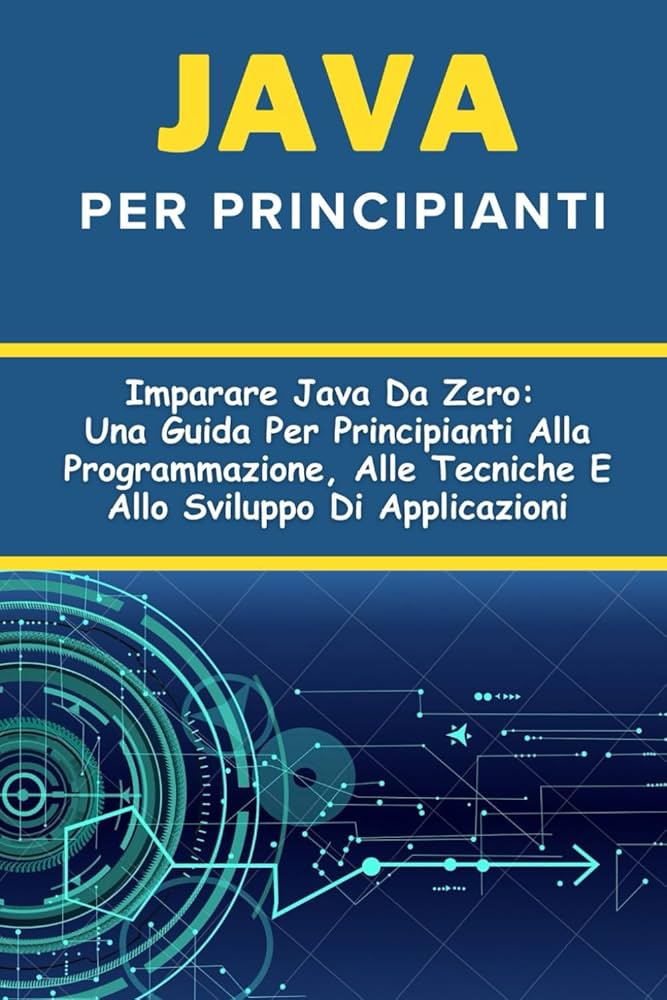 JAVA
PER PRINCIPIANTI
Imparare Java Da Zero:
Una Guida Per Principianti Alla
Programmazione, Alle Tecniche E
Allo Sviluppo Di Applicazioni